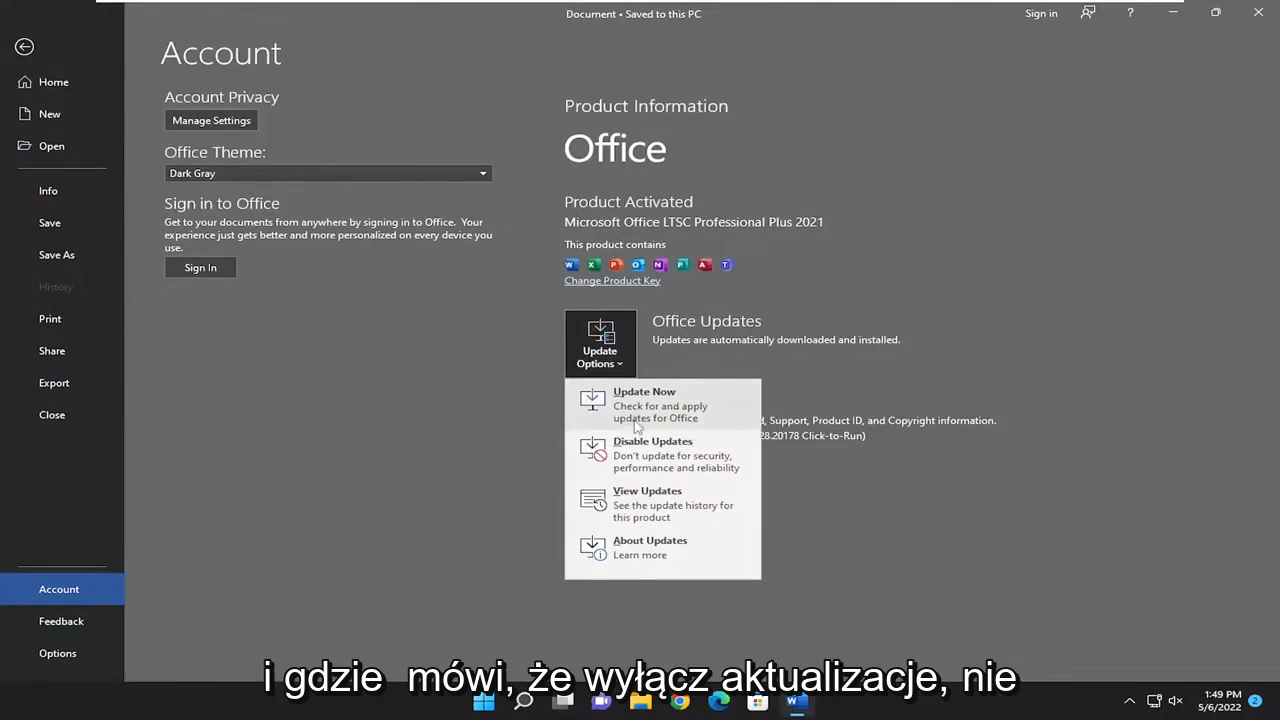 Document • Saved to this PC
Sign in
?
Account
Home
New
Open
Info
Save
Save As
History
Print
Share
Export
Close
Account
Feedback
Options
Account Privacy
Manage Settings
Office Theme:
Dark Gray
Sign in to Office
Get to your documents from anywhere by signing in to Office. Your
experience just gets better and more personalized on every device you
use.
Sign In
Product Information
Office
Product Activated
Microsoft Office LTSC Professional Plus 2021
This product contains
Change Product Key
Update
Options
Office Updates
Updates are automatically downloaded and installed.
Update Now
Check for and apply
updates for Office
Disable Updates
Don't update for security,
performance and reliability
View Updates
See the update history for
this product
About Updates
Learn more
, Support, Product ID, and Copyright information.
28.20178 Click-to-Run)
i gdzie mówi, że wyłącz aktualizacje, nie
1:49 PM
5/6/2022
2